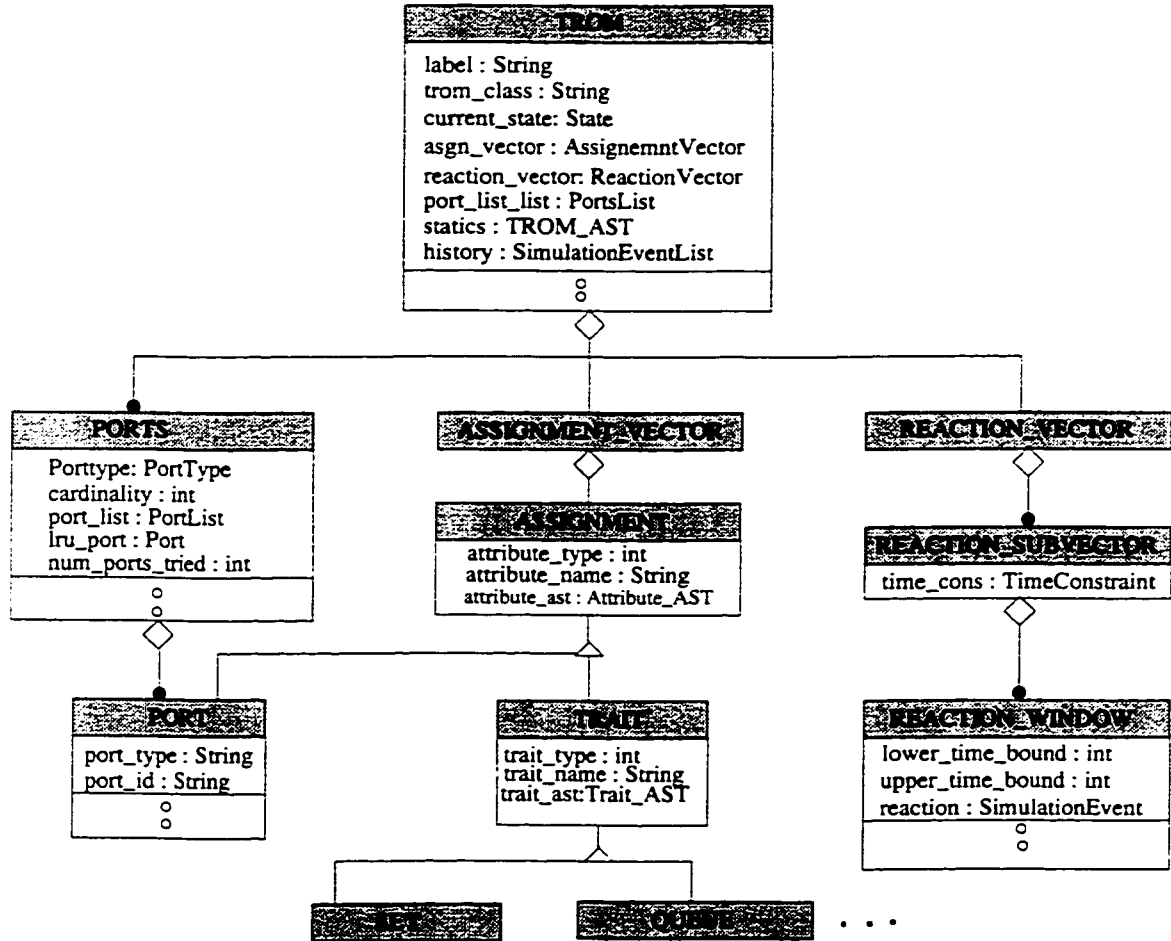 TROM
label : String
trom_class : String
current_state: State
asgn_vector : AssignemntVector
reaction_vector: ReactionVector
port_list_list : PortsList
statics : TROM_AST
history : SimulationEventList
PORTS
Porttype: PortType
cardinality : int
port_list : PortList
lru_port : Port
num_ports_tried : int
ASSIGNMENT_VECTOR
ASSIGNMENT
attribute_type : int
attribute_name : String
attribute_ast : Attribute_AST
REACTION_VECTOR
REACTION_SUBVECTOR
time_cons : TimeConstraint
PORT
port_type : String
port_id : String
TRAIT
trait_type : int
trait_name : String
trait_ast:Trait_AST
REACTION_WINDOW
lower_time_bound : int
upper_time_bound : int
reaction : SimulationEvent
SET
QUEUE
. . .